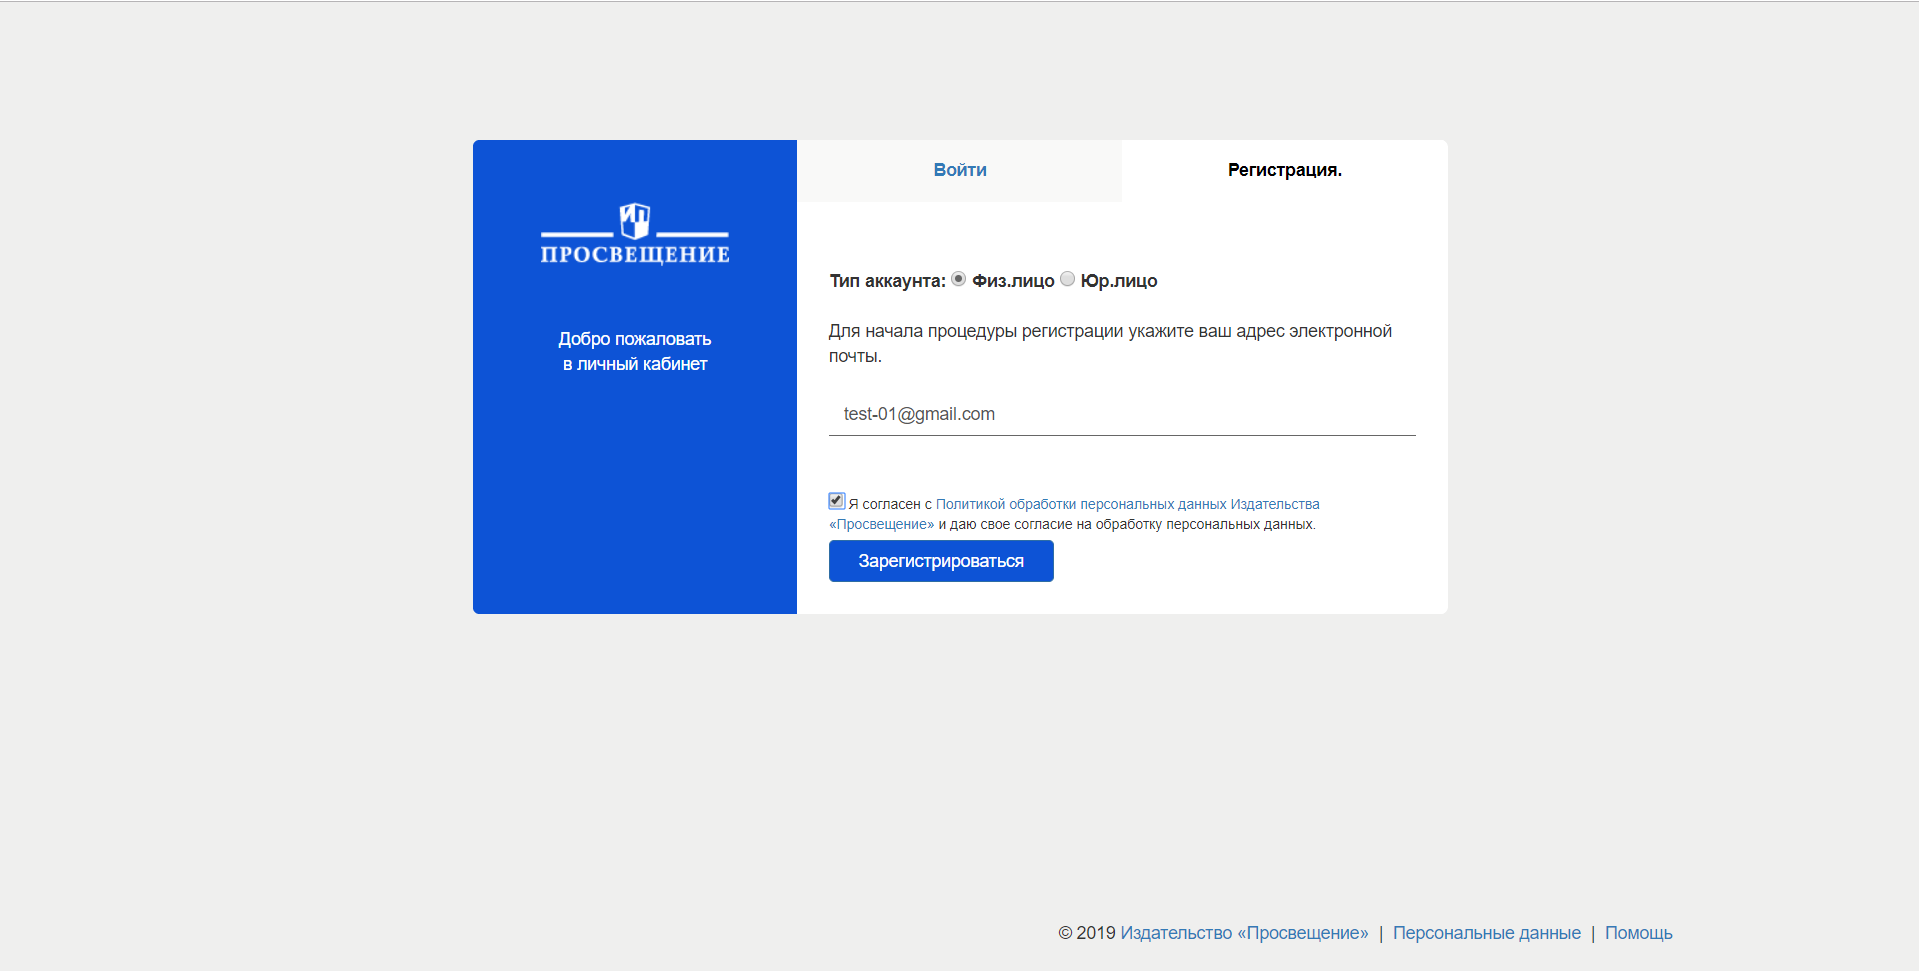 ИП
ПРОСВЕЩЕНИЕ
Добро пожаловать
в личный кабинет
Войти
Регистрация.
Тип аккаунта: Физ.лицо Юр.лицо
Для начала процедуры регистрации укажите ваш адрес электронной
почты.
test-01@gmail.com
Я согласен с Политикой обработки персональных данных Издательства
«Просвещение» и даю свое согласие на обработку персональных данных.
Зарегистрироваться
© 2019 Издательство «Просвещение» | Персональные данные | Помощь